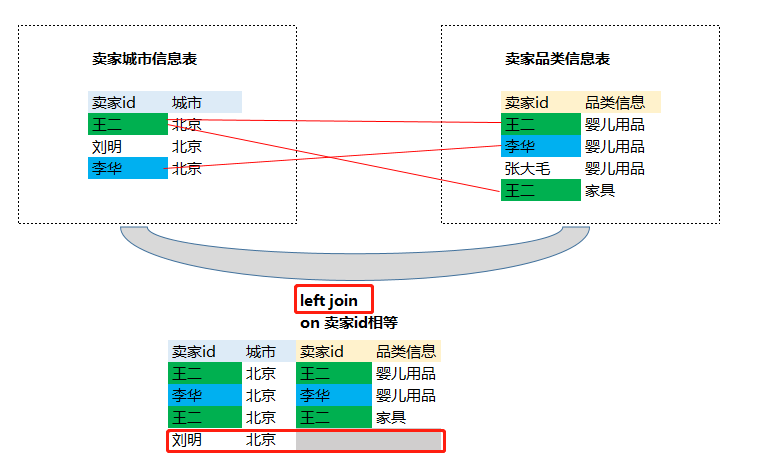 卖家城市信息表
卖家id 城市
王二 北京
刘明 北京
李华 北京
卖家品类信息表
卖家id 品类信息
王二 婴儿用品
李华 婴儿用品
张大毛 婴儿用品
王二 家具
left join
on 卖家id相等
卖家id 城市 卖家id 品类信息
王二 北京 王二 婴儿用品
李华 北京 李华 婴儿用品
王二 北京 王二 家具
刘明 北京